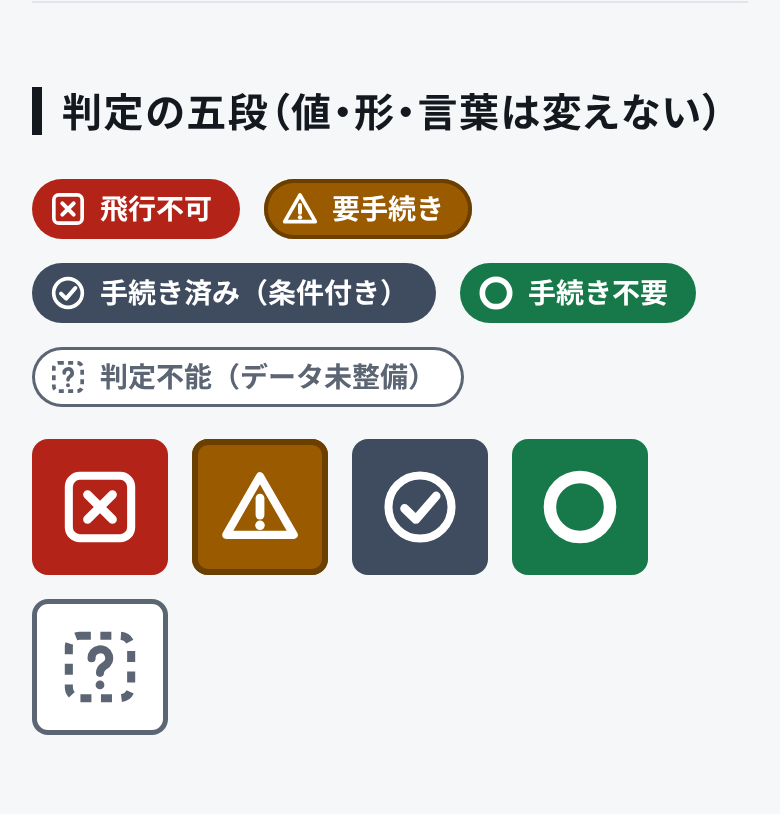 判定の五段（値・形・言葉は変えない）
飛行不可
要手続き
手続き済み（条件付き）
手続き不要
判定不能（データ未整備）